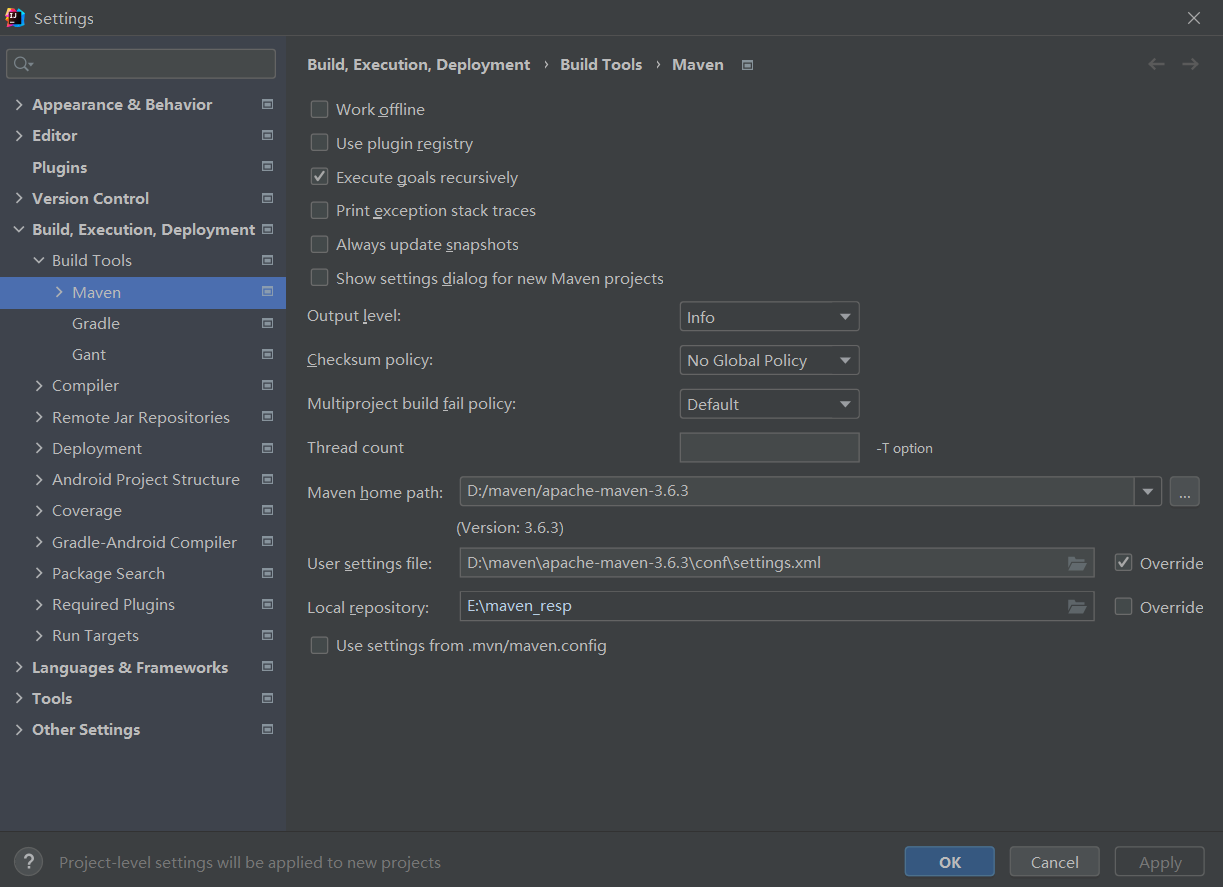 Settings
Build, Execution, Deployment › Build Tools › Maven
Appearance & Behavior
Editor
Plugins
Version Control
Build, Execution, Deployment
Build Tools
Maven
Gradle
Gant
Compiler
Remote Jar Repositories
Deployment
Android Project Structure
Coverage
Gradle-Android Compiler
Package Search
Required Plugins
Run Targets
Languages & Frameworks
Tools
Other Settings
Work offline
Use plugin registry
Execute goals recursively
Print exception stack traces
Always update snapshots
Show settings dialog for new Maven projects
Output level: Info
Checksum policy: No Global Policy
Multiproject build fail policy: Default
Thread count -T option
Maven home path: D:/maven/apache-maven-3.6.3 ...
(Version: 3.6.3)
User settings file: D:\maven\apache-maven-3.6.3\conf\settings.xml Override
Local repository: E:\maven_resp Override
Use settings from .mvn/maven.config
? Project-level settings will be applied to new projects
OK Cancel Apply